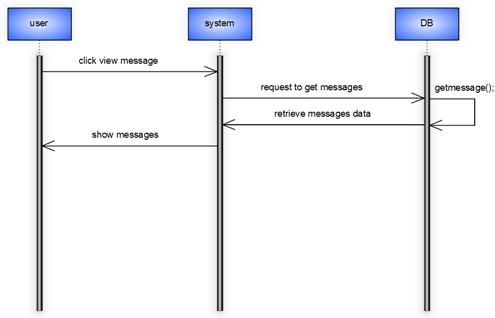 user
system
DB
click view message
request to get messages
getmessage();
retrieve messages data
show messages